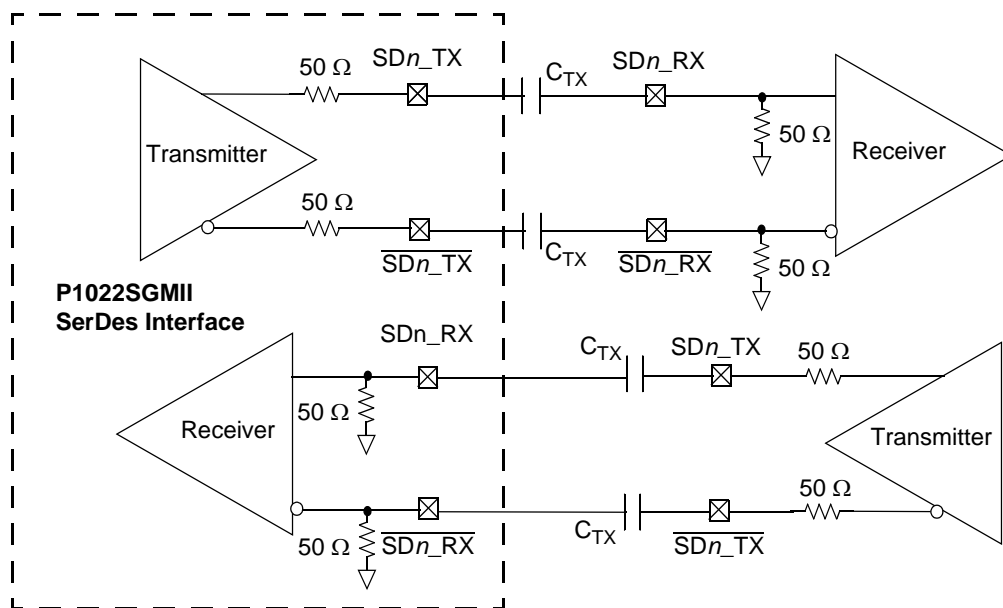 50 Ω
SDn_TX
C_TX
SDn_RX
50 Ω
Transmitter
Receiver
50 Ω
SDn_TX
C_TX
SDn_RX
50 Ω
P1022SGMII
SerDes Interface
SDn_RX
C_TX
SDn_TX
50 Ω
50 Ω
Receiver
Transmitter
50 Ω
50 Ω
SDn_RX
C_TX
SDn_TX